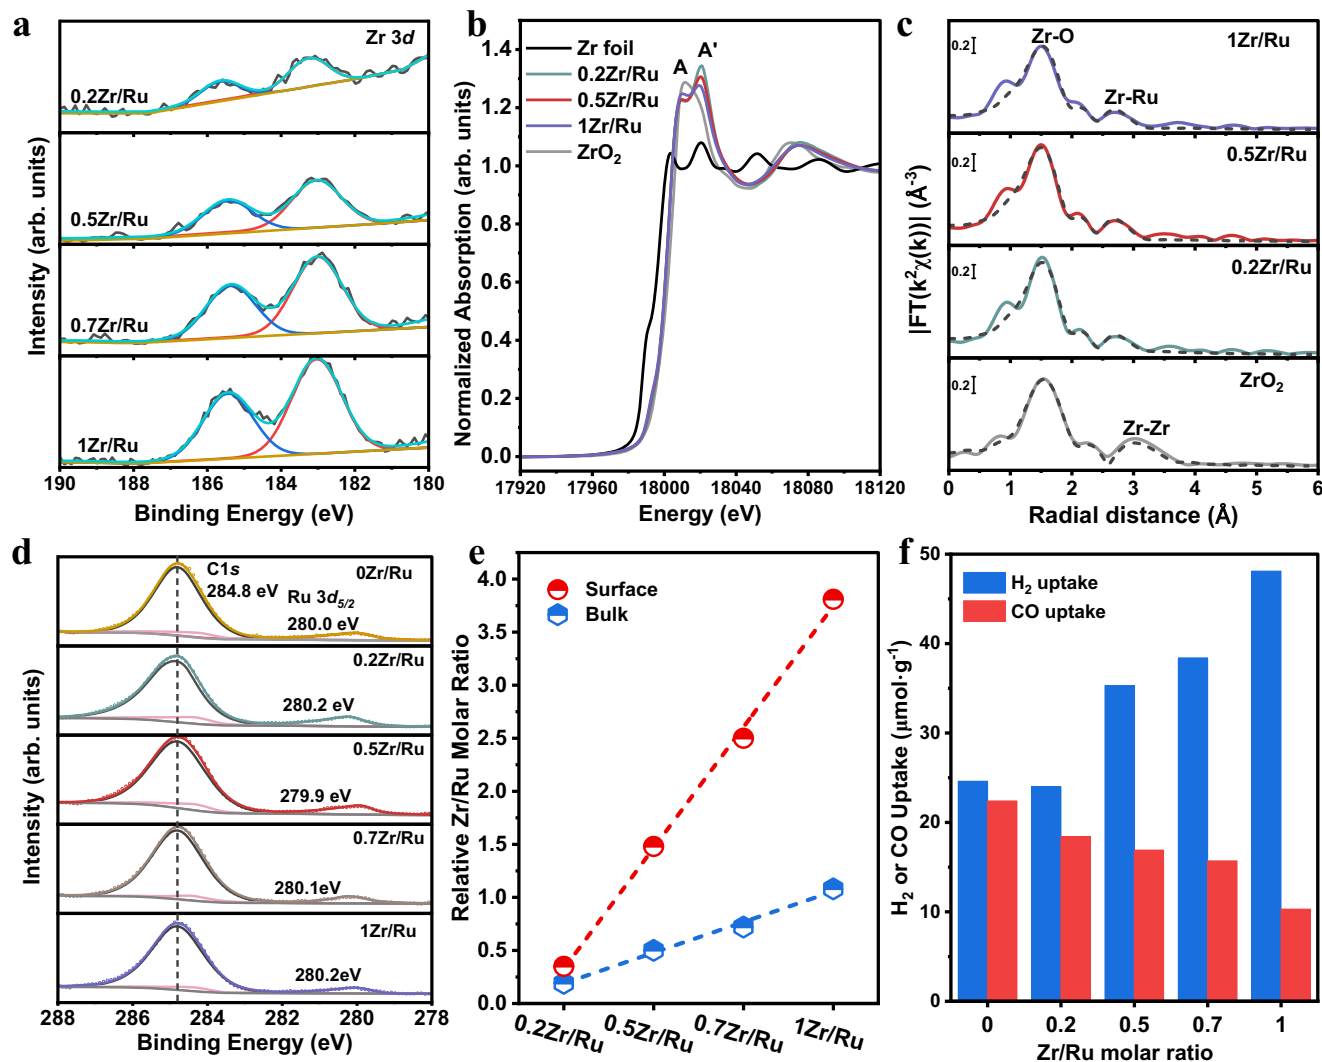 a
Zr 3d
0.2Zr/Ru
0.5Zr/Ru
0.7Zr/Ru
1Zr/Ru
190 188 186 184 182 180
Binding Energy (eV)
Intensity (arb. units)
b
1.4
1.2
1.0
0.8
0.6
0.4
0.2
0.0
Zr foil
0.2Zr/Ru
0.5Zr/Ru
1Zr/Ru
ZrO₂
A
A'
17920 17960 18000 18040 18080 18120
Energy (eV)
Normalized Absorption (arb. units)
c
0.2
Zr-O
1Zr/Ru
Zr-Ru
0.2
0.5Zr/Ru
0.2
0.2Zr/Ru
0.2
ZrO₂
Zr-Zr
0 1 2 3 4 5 6
Radial distance (Å)
|FT(k²χ(k))| (Å⁻³)
d
C1s
284.8 eV
0Zr/Ru
Ru 3d5/2
280.0 eV
0.2Zr/Ru
280.2 eV
0.5Zr/Ru
279.9 eV
0.7Zr/Ru
280.1eV
1Zr/Ru
280.2eV
288 286 284 282 280 278
Binding Energy (eV)
Intensity (arb. units)
e
4.0
3.5
3.0
2.5
2.0
1.5
1.0
0.5
0.0
Surface
Bulk
0.2Zr/Ru 0.5Zr/Ru 0.7Zr/Ru 1Zr/Ru
Relative Zr/Ru Molar Ratio
f
50
40
30
20
10
0
H₂ uptake
CO uptake
0 0.2 0.5 0.7 1
Zr/Ru molar ratio
H₂ or CO Uptake (μmol·g⁻¹)